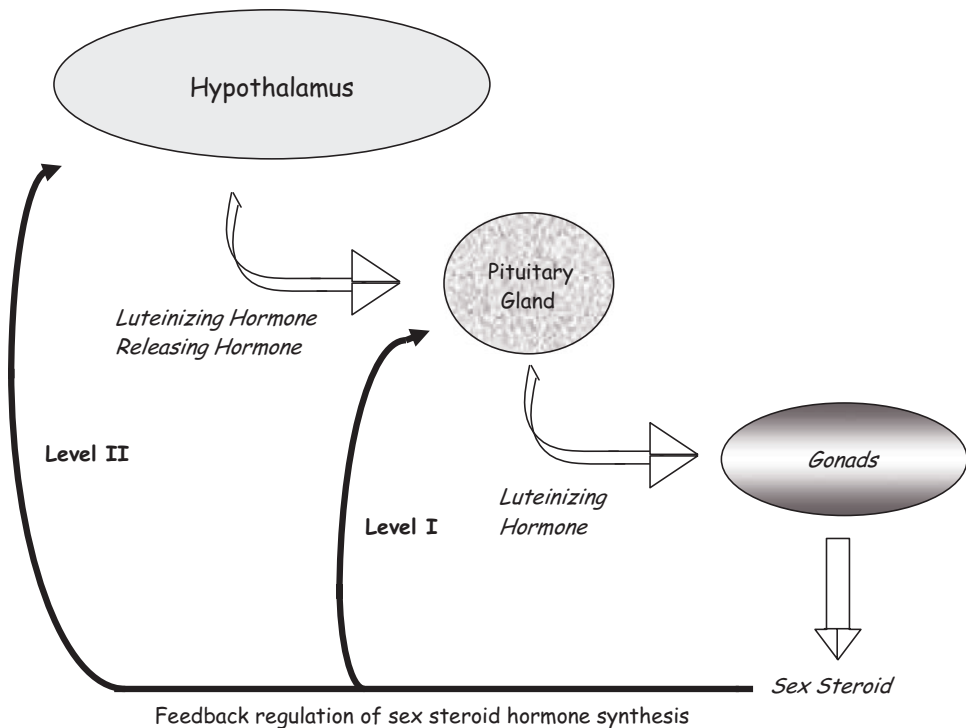 Hypothalamus
Pituitary
Gland
Luteinizing Hormone
Releasing Hormone
Level II
Gonads
Luteinizing
Hormone
Level I
Sex Steroid
Feedback regulation of sex steroid hormone synthesis